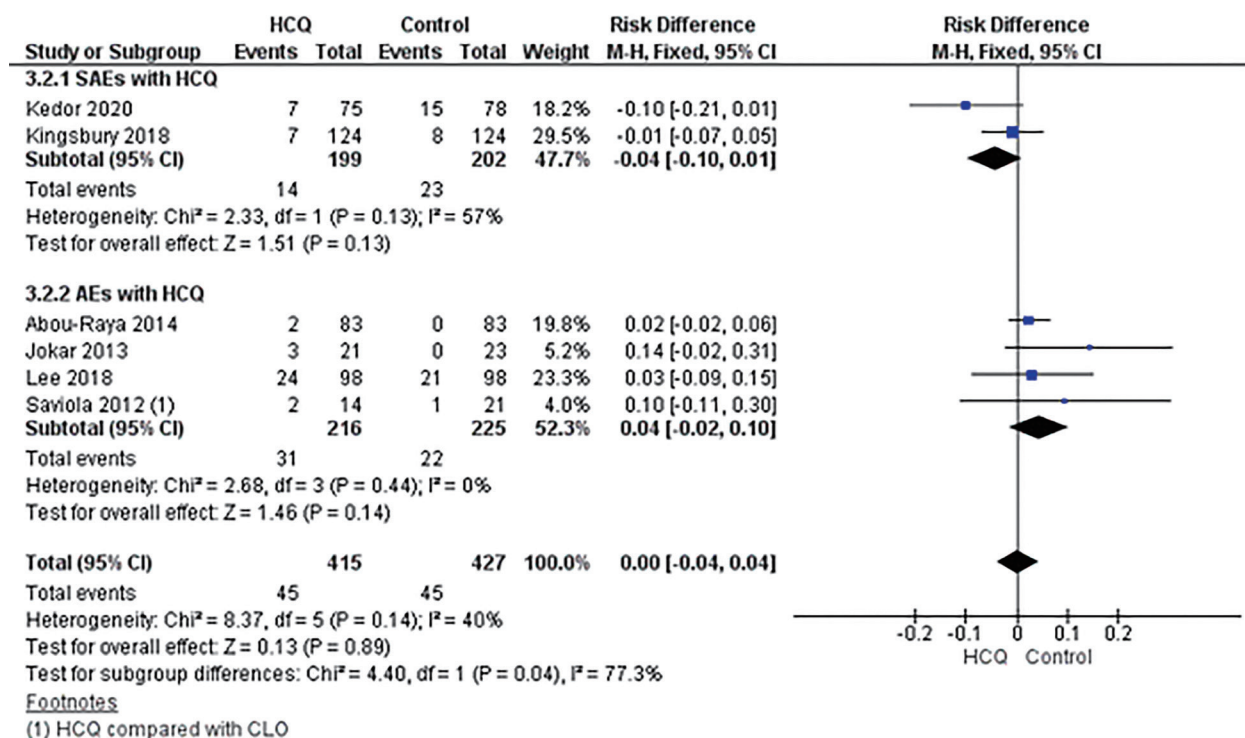 HCQ Control Risk Difference Risk Difference
Study or Subgroup Events Total Events Total Weight M-H, Fixed, 95% CI M-H, Fixed, 95% CI
3.2.1 SAEs with HCQ
Kedor 2020 7 75 15 78 18.2% -0.10 [-0.21, 0.01]
Kingsbury 2018 7 124 8 124 29.5% -0.01 [-0.07, 0.05]
Subtotal (95% CI) 199 202 47.7% -0.04 [-0.10, 0.01]
Total events 14 23
Heterogeneity: Chi² = 2.33, df = 1 (P = 0.13); I² = 57%
Test for overall effect: Z = 1.51 (P = 0.13)
3.2.2 AEs with HCQ
Abou-Raya 2014 2 83 0 83 19.8% 0.02 [-0.02, 0.06]
Jokar 2013 3 21 0 23 5.2% 0.14 [-0.02, 0.31]
Lee 2018 24 98 21 98 23.3% 0.03 [-0.09, 0.15]
Saviola 2012 (1) 2 14 1 21 4.0% 0.10 [-0.11, 0.30]
Subtotal (95% CI) 216 225 52.3% 0.04 [-0.02, 0.10]
Total events 31 22
Heterogeneity: Chi² = 2.68, df = 3 (P = 0.44); I² = 0%
Test for overall effect: Z = 1.46 (P = 0.14)
Total (95% CI) 415 427 100.0% 0.00 [-0.04, 0.04]
Total events 45 45
Heterogeneity: Chi² = 8.37, df = 5 (P = 0.14); I² = 40%
Test for overall effect: Z = 0.13 (P = 0.89)
Test for subgroup differences: Chi² = 4.40, df = 1 (P = 0.04), I² = 77.3%
-0.2 -0.1 0 0.1 0.2
HCQ Control
Footnotes
(1) HCQ compared with CLO